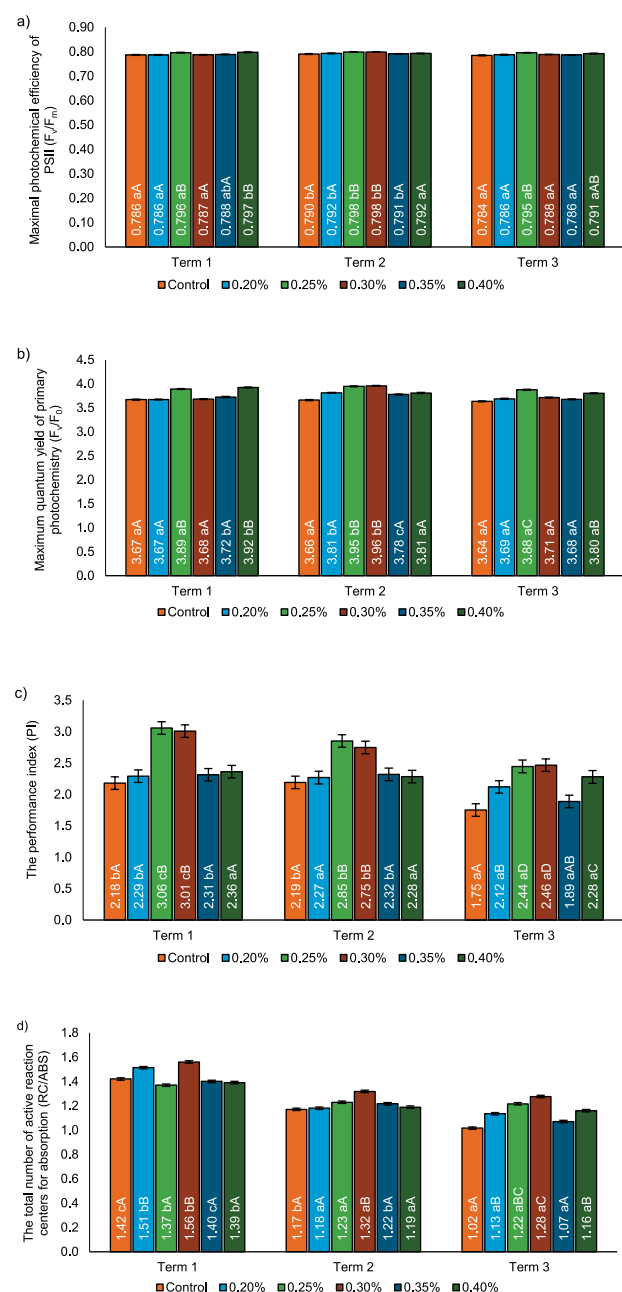 a)
Maximal photochemical efficiency of
PSII (Fv/Fm)
0.90
0.80
0.70
0.60
0.50
0.40
0.30
0.20
0.10
0.00
0.786 aA
0.786 aA
0.796 aB
0.787 aA
0.788 abA
0.797 bB
0.790 bA
0.792 bA
0.798 bB
0.798 bB
0.791 bA
0.792 aA
0.784 aA
0.786 aA
0.795 aB
0.788 aA
0.786 aA
0.791 aAB
Term 1 Term 2 Term 3
Control 0.20% 0.25% 0.30% 0.35% 0.40%
b)
Maximum quantum yield of primary
photochemistry (Fv/F0)
4.5
4.0
3.5
3.0
2.5
2.0
1.5
1.0
0.5
0.0
3.67 aA
3.67 aA
3.89 aB
3.68 aA
3.72 bA
3.92 bB
3.66 aA
3.81 bA
3.95 bB
3.96 bB
3.78 cA
3.81 aA
3.64 aA
3.69 aA
3.88 aC
3.71 aA
3.68 aA
3.80 aB
Term 1 Term 2 Term 3
Control 0.20% 0.25% 0.30% 0.35% 0.40%
c)
The performance index (PI)
3.5
3.0
2.5
2.0
1.5
1.0
0.5
0.0
2.18 bA
2.29 bA
3.06 cB
3.01 cB
2.31 bA
2.36 aA
2.19 bA
2.27 aA
2.85 bB
2.75 bB
2.32 bA
2.28 aA
1.75 aA
2.12 aB
2.44 aD
2.46 aD
1.89 aAB
2.28 aC
Term 1 Term 2 Term 3
Control 0.20% 0.25% 0.30% 0.35% 0.40%
d)
The total number of active reaction
centers for absorption (RC/ABS)
1.8
1.6
1.4
1.2
1.0
0.8
0.6
0.4
0.2
0.0
1.42 cA
1.51 bB
1.37 bA
1.56 bB
1.40 cA
1.39 bA
1.17 bA
1.18 aA
1.23 aA
1.32 aB
1.22 bA
1.19 aA
1.02 aA
1.13 aB
1.22 aBC
1.28 aC
1.07 aA
1.16 aB
Term 1 Term 2 Term 3
Control 0.20% 0.25% 0.30% 0.35% 0.40%